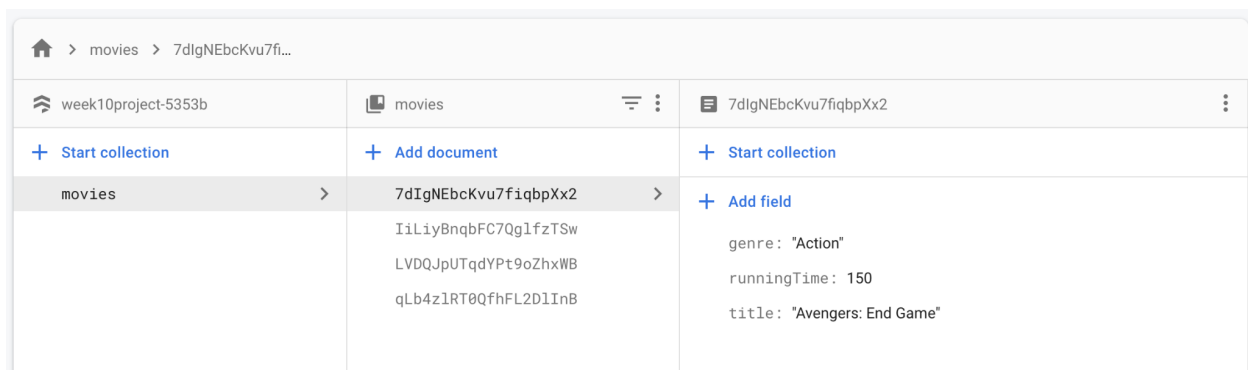 movies > 7dIgNEbcKvu7fi...
week10project-5353b
Start collection
movies
movies
Add document
7dIgNEbcKvu7fiqbpXx2
IiLiyBnqbFC7QglfzTSw
LVDQJpUTqdYPt9oZhxWB
qLb4zlRT0QfhFL2DlInB
7dIgNEbcKvu7fiqbpXx2
Start collection
Add field
genre: "Action"
runningTime: 150
title: "Avengers: End Game"